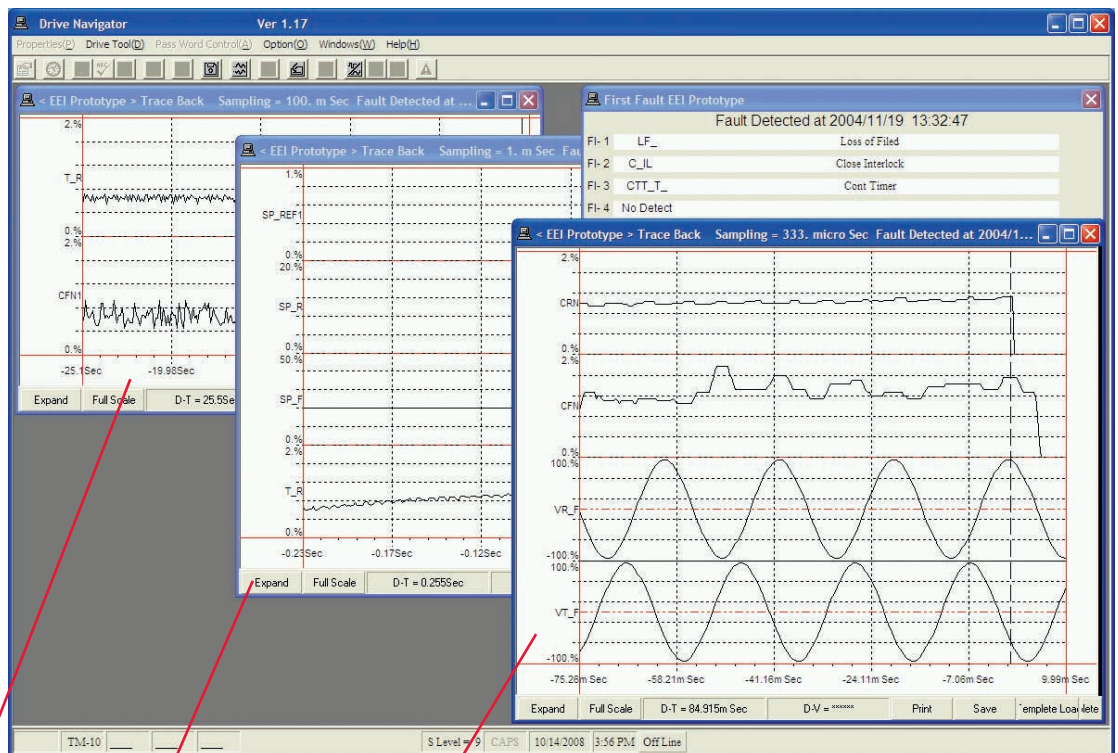 Drive Navigator Ver 1.17
Properties(P) Drive Tool(D) Pass Word Control(A) Option(O) Windows(W) Help(H)
< EEI Prototype > Trace Back Sampling = 100. m Sec Fault Detected at ...
2.%
T_R
0.%
2.%
CFN1
0.%
-25.1Sec -19.98Sec
Expand Full Scale D-T = 25.5Se
< EEI Prototype > Trace Back Sampling = 1. m Sec Fau
1.%
SP_REF1
0.%
20.%
SP_R
0.%
50.%
SP_F
0.%
2.%
T_R
0.%
-0.23Sec -0.17Sec -0.12Sec
Expand Full Scale D-T = 0.255Sec
First Fault EEI Prototype
Fault Detected at 2004/11/19 13:32:47
FI- 1 LF_ Loss of Filed
FI- 2 C_IL Close Interlock
FI- 3 CTT_T_ Cont Timer
FI- 4 No Detect
< EEI Prototype > Trace Back Sampling = 333. micro Sec Fault Detected at 2004/1...
2.%
CRN
0.%
2.%
CFN
0.%
100.%
VR_F
-100.%
100.%
VT_F
-100.%
-75.26m Sec -58.21m Sec -41.16m Sec -24.11m Sec -7.06m Sec 9.99m Sec
Expand Full Scale D-T = 84.915m Sec D-V = ****** Print Save emplete Loa lete
TM-10 S Level = 9 CAPS 10/14/2008 3:56 PM Off Line